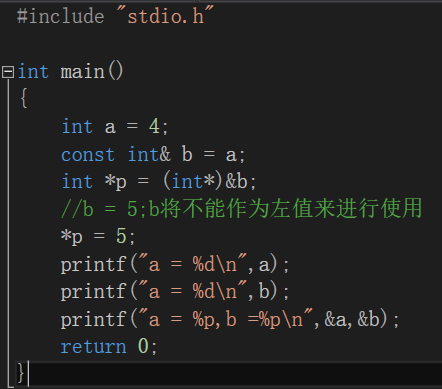 #include "stdio.h"
int main()
{
int a = 4;
const int& b = a;
int *p = (int*)&b;
//b = 5;b将不能作为左值来进行使用
*p = 5;
printf("a = %d\n",a);
printf("a = %d\n",b);
printf("a = %p,b =%p\n",&a,&b);
return 0;
}